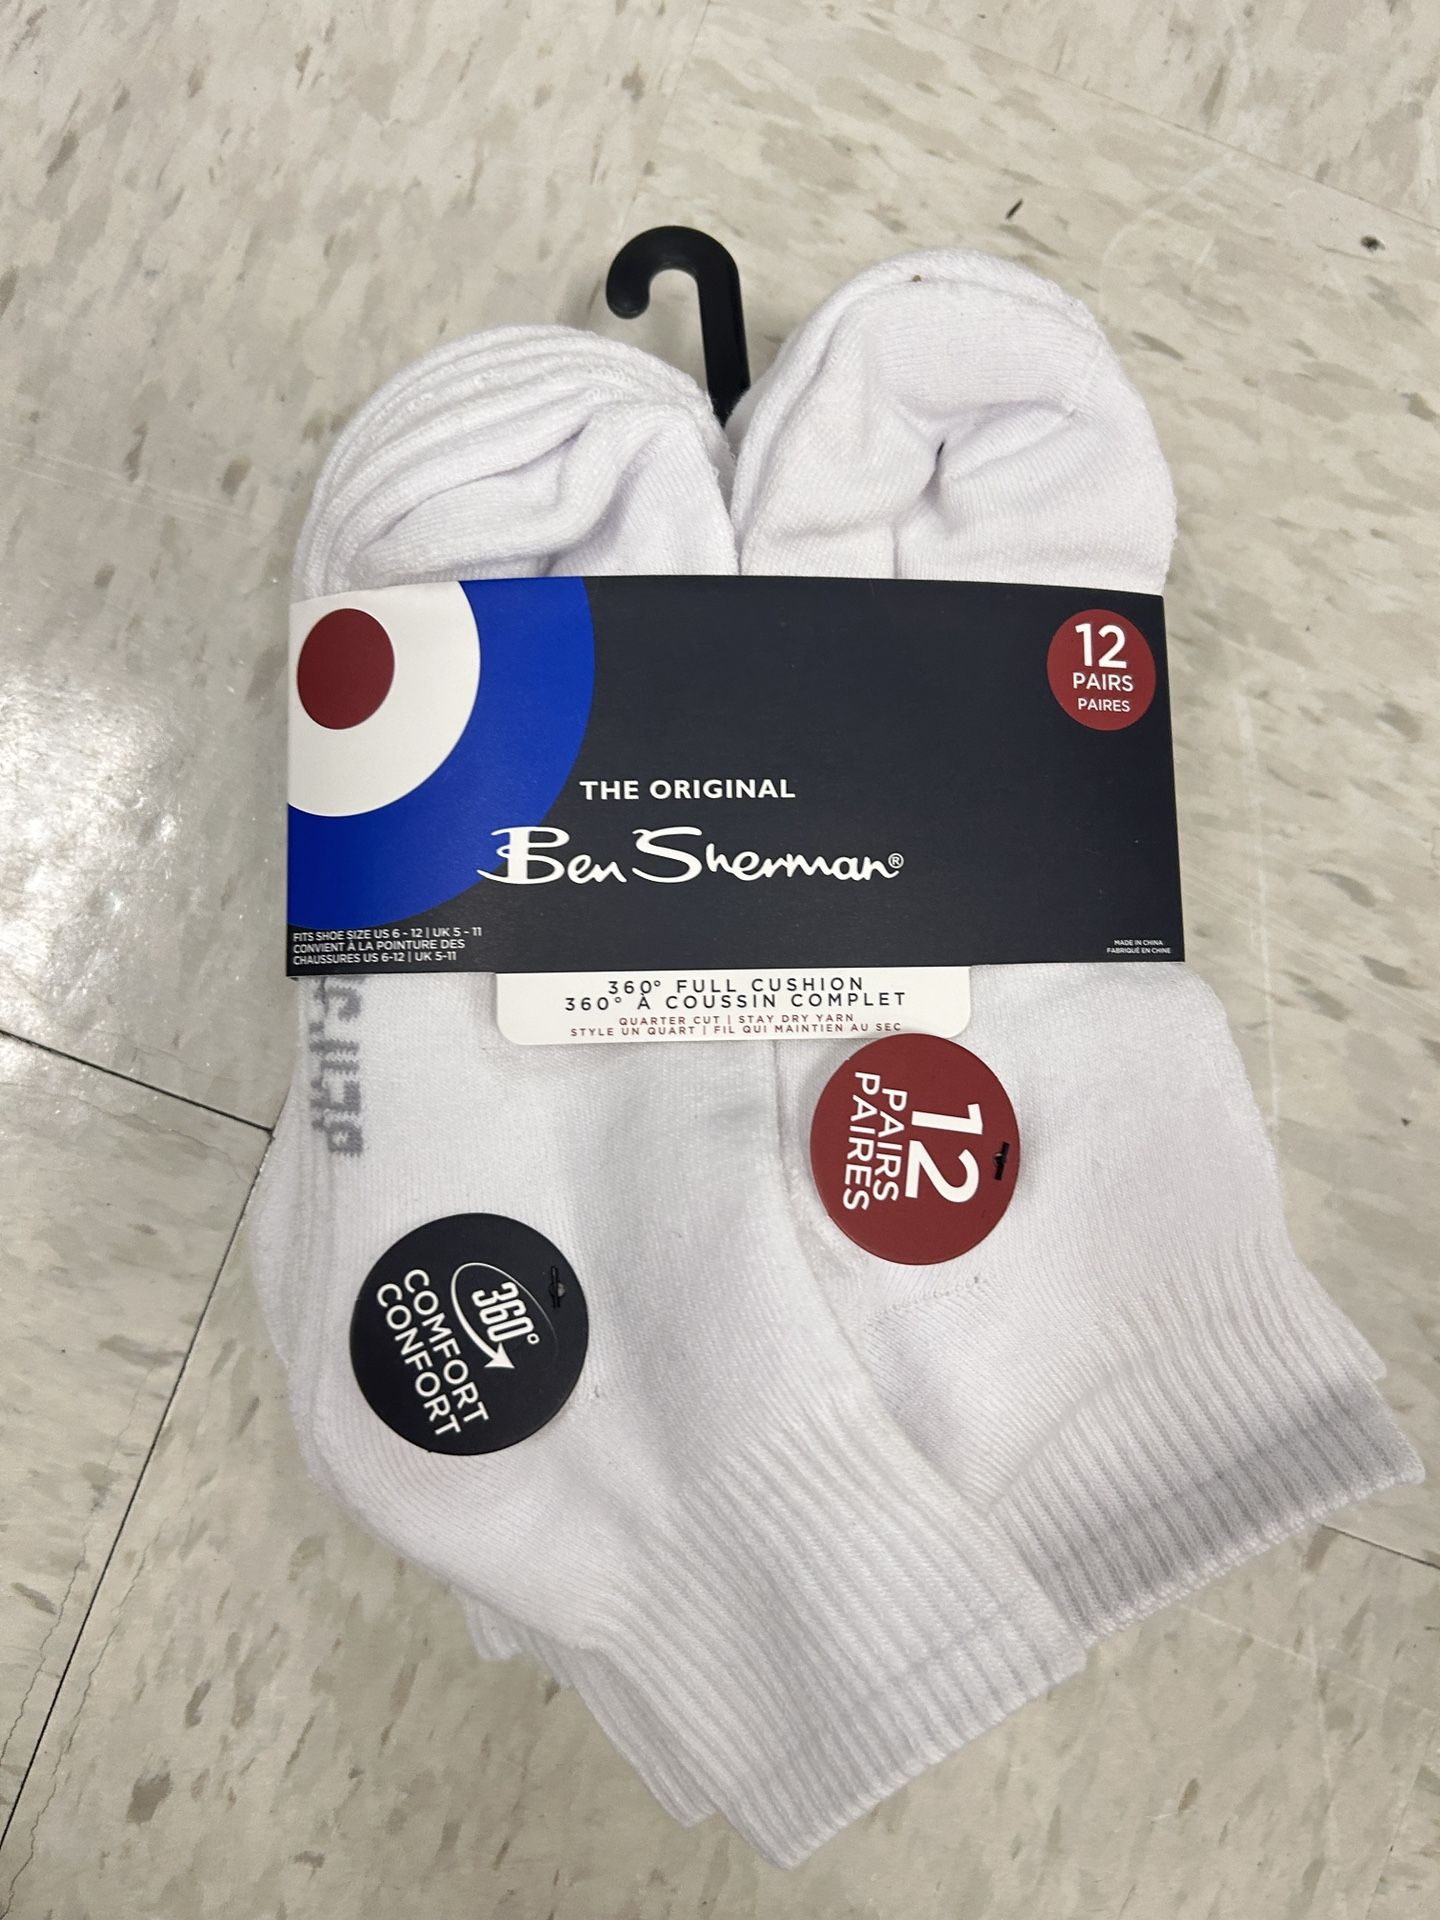 12
PAIRS
PAIRES
THE ORIGINAL
Ben Sherman®
FITS SHOE SIZE US 6 - 12 | UK 5 - 11
CONVIENT À LA POINTURE DES
CHAUSSURES US 6-12 | UK 5-11
MADE IN CHINA
FABRIQUÉ EN CHINE
360° FULL CUSHION
360° À COUSSIN COMPLET
QUARTER CUT | STAY DRY YARN
STYLE UN QUART | FIL QUI MAINTIEN AU SEC
12
PAIRS
PAIRES
360°
COMFORT
CONFORT